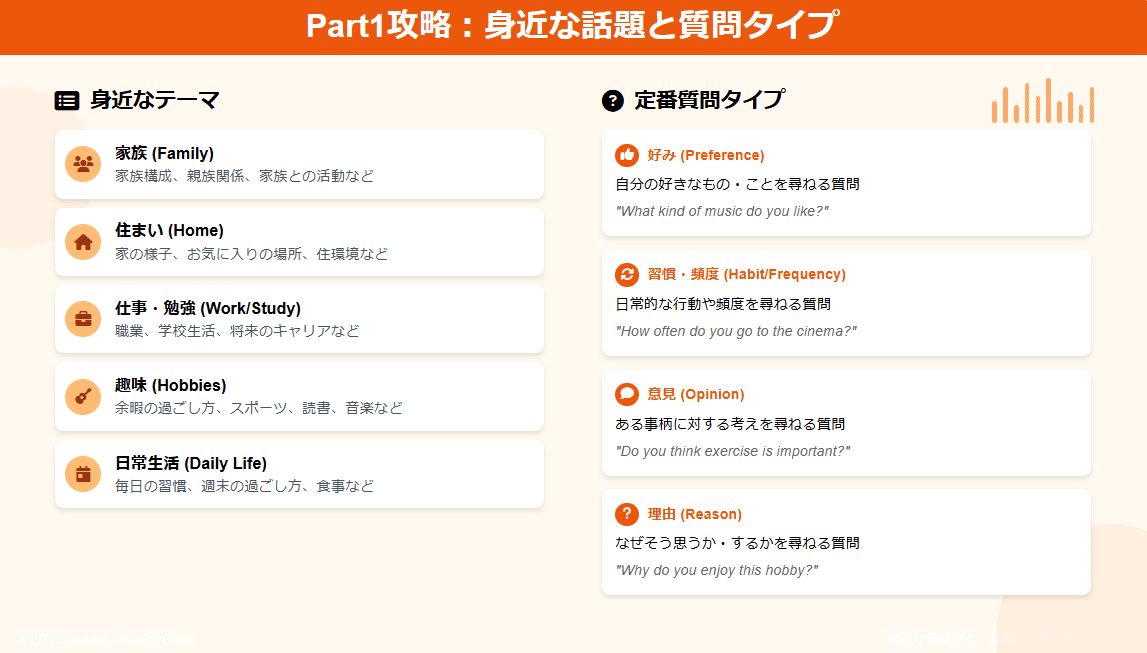 Part1攻略：身近な話題と質問タイプ
身近なテーマ
家族 (Family)
家族構成、親族関係、家族との活動など
住まい (Home)
家の様子、お気に入りの場所、住環境など
仕事・勉強 (Work/Study)
職業、学校生活、将来のキャリアなど
趣味 (Hobbies)
余暇の過ごし方、スポーツ、読書、音楽など
日常生活 (Daily Life)
毎日の習慣、週末の過ごし方、食事など
定番質問タイプ
好み (Preference)
自分の好きなもの・ことを尋ねる質問
"What kind of music do you like?"
習慣・頻度 (Habit/Frequency)
日常的な行動や頻度を尋ねる質問
"How often do you go to the cinema?"
意見 (Opinion)
ある事柄に対する考えを尋ねる質問
"Do you think exercise is important?"
理由 (Reason)
なぜそう思うか・するかを尋ねる質問
"Why do you enjoy this hobby?"
IELTS Speaking Strategy Guide